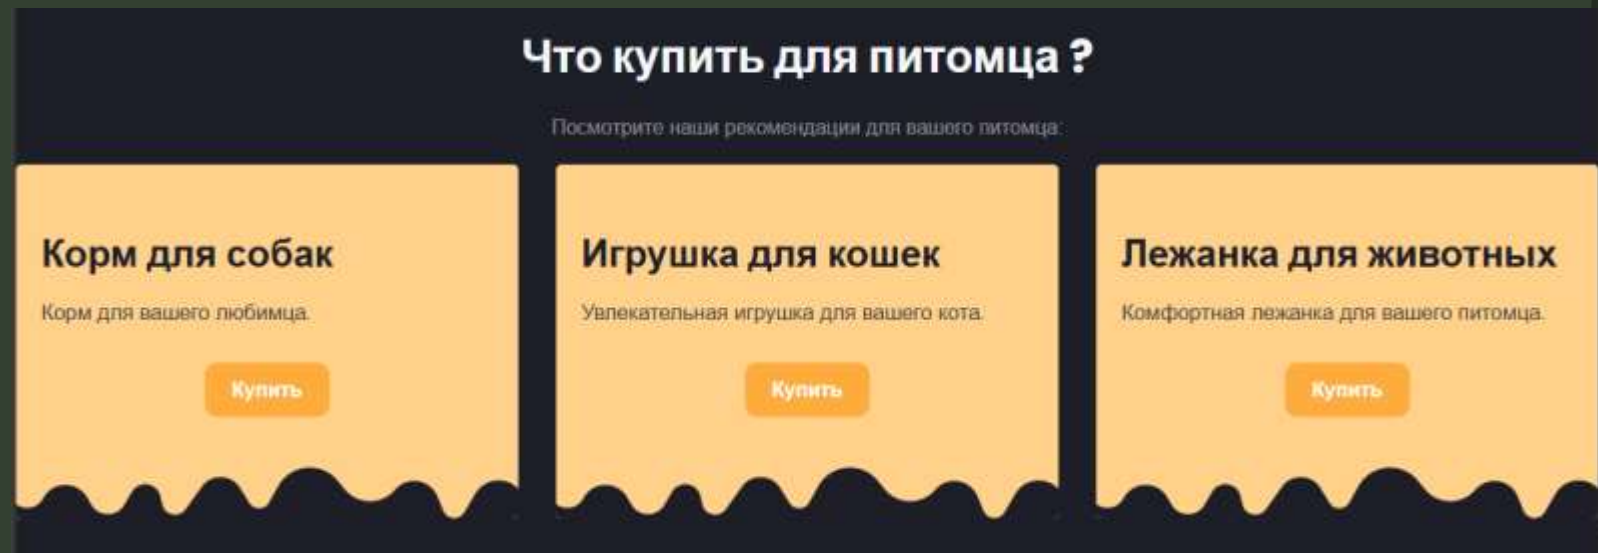 Что купить для питомца ?
Посмотрите наши рекомендации для вашего питомца:
Корм для собак
Корм для вашего любимца.
Купить
Игрушка для кошек
Увлекательная игрушка для вашего кота.
Купить
Лежанка для животных
Комфортная лежанка для вашего питомца.
Купить